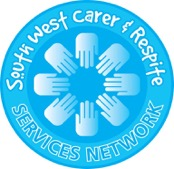 South West Carer & Respite
SERVICES NETWORK